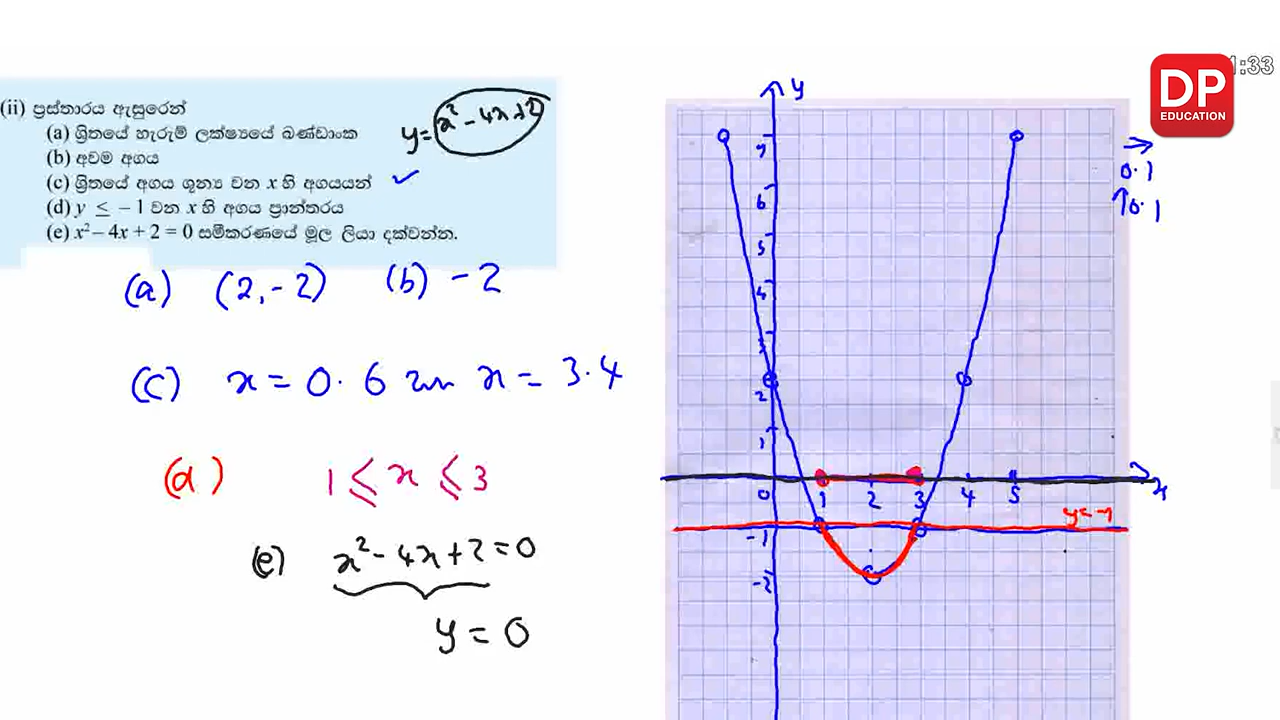 (ii) ප්‍රස්තාරය ඇසුරෙන්
y = x² - 4x + 2
(a) ශ්‍රිතයේ හැරුම් ලක්ෂ්‍යයේ ඛණ්ඩාංක
(b) අවම අගය
(c) ශ්‍රිතයේ අගය ශූන්‍ය වන x හි අගයයන්
(d) y ≤ – 1 වන x හි අගය ප්‍රාන්තරය
(e) x² – 4x + 2 = 0 සමීකරණයේ මූල ලියා දක්වන්න.
(a) (2, -2) (b) -2
(c) x = 0.6 x = 3.4
(d) 1 ≤ x ≤ 3
(e) x² - 4x + 2 = 0
y = 0
y
7
6
5
4
3
2
1
0 1 2 3 4 5 x
y = -1
-1
-2
DP
EDUCATION
1:33
→
0.1
↑0.1